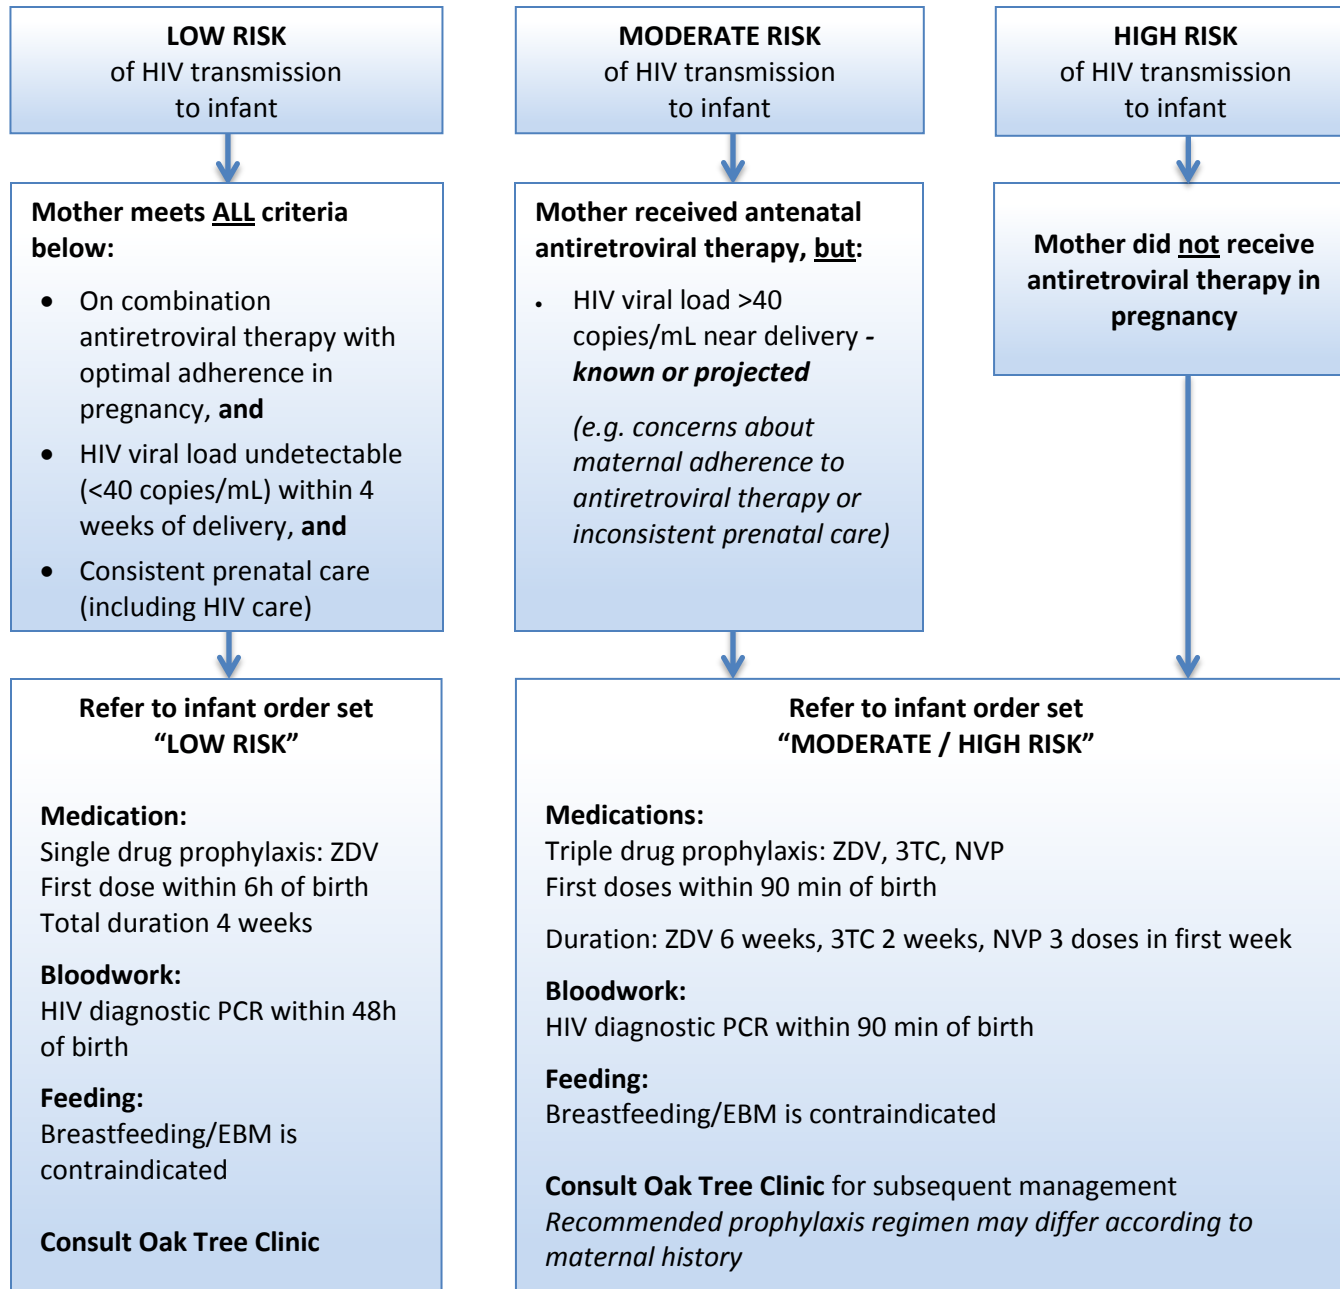 LOW RISK
of HIV transmission
to infant
MODERATE RISK
of HIV transmission
to infant
HIGH RISK
of HIV transmission
to infant
Mother meets ALL criteria
below:
• On combination
antiretroviral therapy with
optimal adherence in
pregnancy, and
• HIV viral load undetectable
(<40 copies/mL) within 4
weeks of delivery, and
• Consistent prenatal care
(including HIV care)
Mother received antenatal
antiretroviral therapy, but:
• HIV viral load >40
copies/mL near delivery -
known or projected
(e.g. concerns about
maternal adherence to
antiretroviral therapy or
inconsistent prenatal care)
Mother did not receive
antiretroviral therapy in
pregnancy
Refer to infant order set
“LOW RISK”
Medication:
Single drug prophylaxis: ZDV
First dose within 6h of birth
Total duration 4 weeks
Bloodwork:
HIV diagnostic PCR within 48h
of birth
Feeding:
Breastfeeding/EBM is
contraindicated
Consult Oak Tree Clinic
Refer to infant order set
“MODERATE / HIGH RISK”
Medications:
Triple drug prophylaxis: ZDV, 3TC, NVP
First doses within 90 min of birth
Duration: ZDV 6 weeks, 3TC 2 weeks, NVP 3 doses in first week
Bloodwork:
HIV diagnostic PCR within 90 min of birth
Feeding:
Breastfeeding/EBM is contraindicated
Consult Oak Tree Clinic for subsequent management
Recommended prophylaxis regimen may differ according to
maternal history